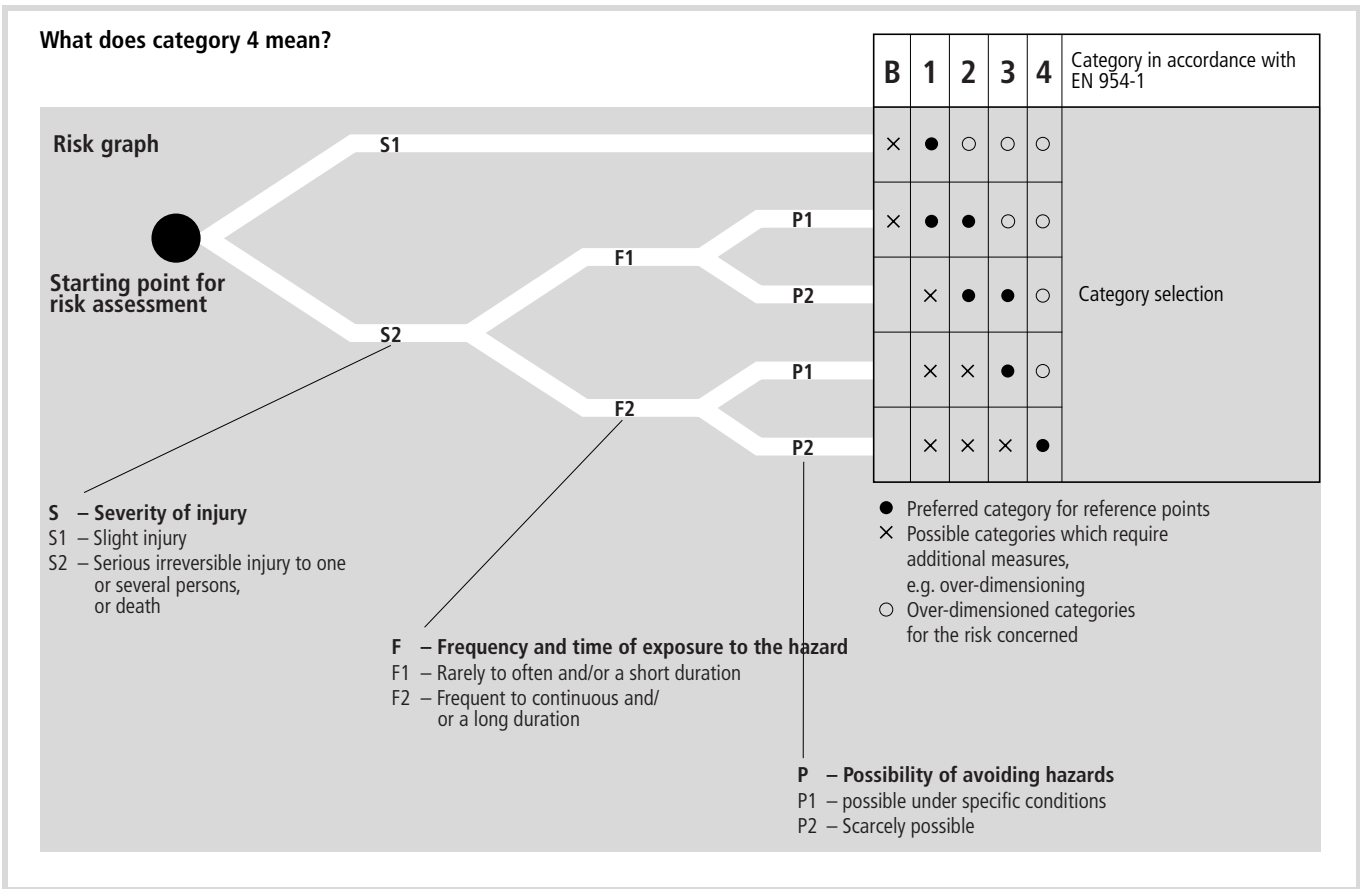 What does category 4 mean?
B 1 2 3 4 Category in accordance with
EN 954-1
Risk graph
S1
× ● ○ ○ ○
P1
× ● ● ○ ○
F1
Starting point for
risk assessment
P2
× ● ● ○
Category selection
S2
P1
× × ● ○
F2
P2
× × × ●
S – Severity of injury
S1 – Slight injury
S2 – Serious irreversible injury to one
or several persons,
or death
● Preferred category for reference points
× Possible categories which require
additional measures,
e.g. over-dimensioning
○ Over-dimensioned categories
for the risk concerned
F – Frequency and time of exposure to the hazard
F1 – Rarely to often and/or a short duration
F2 – Frequent to continuous and/
or a long duration
P – Possibility of avoiding hazards
P1 – possible under specific conditions
P2 – Scarcely possible